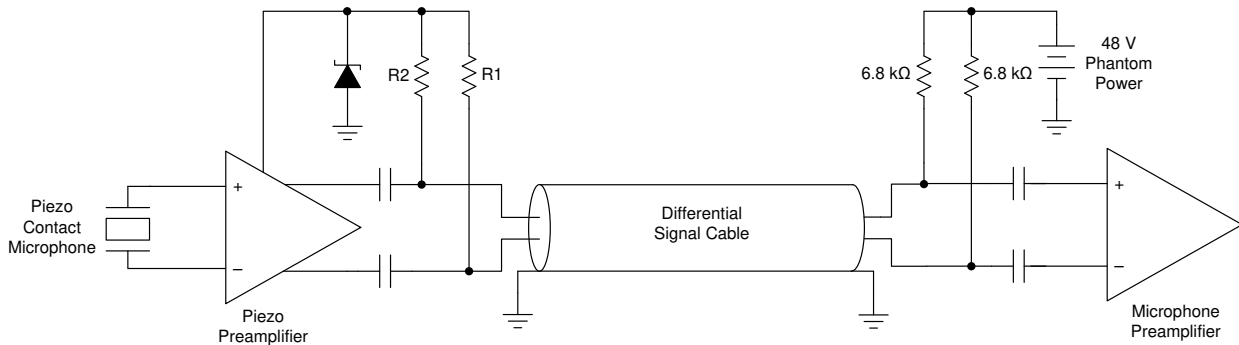 R2
R1
6.8 kΩ
6.8 kΩ
48 V
Phantom
Power
Piezo
Contact
Microphone
+
–
Piezo
Preamplifier
Differential
Signal Cable
+
–
Microphone
Preamplifier